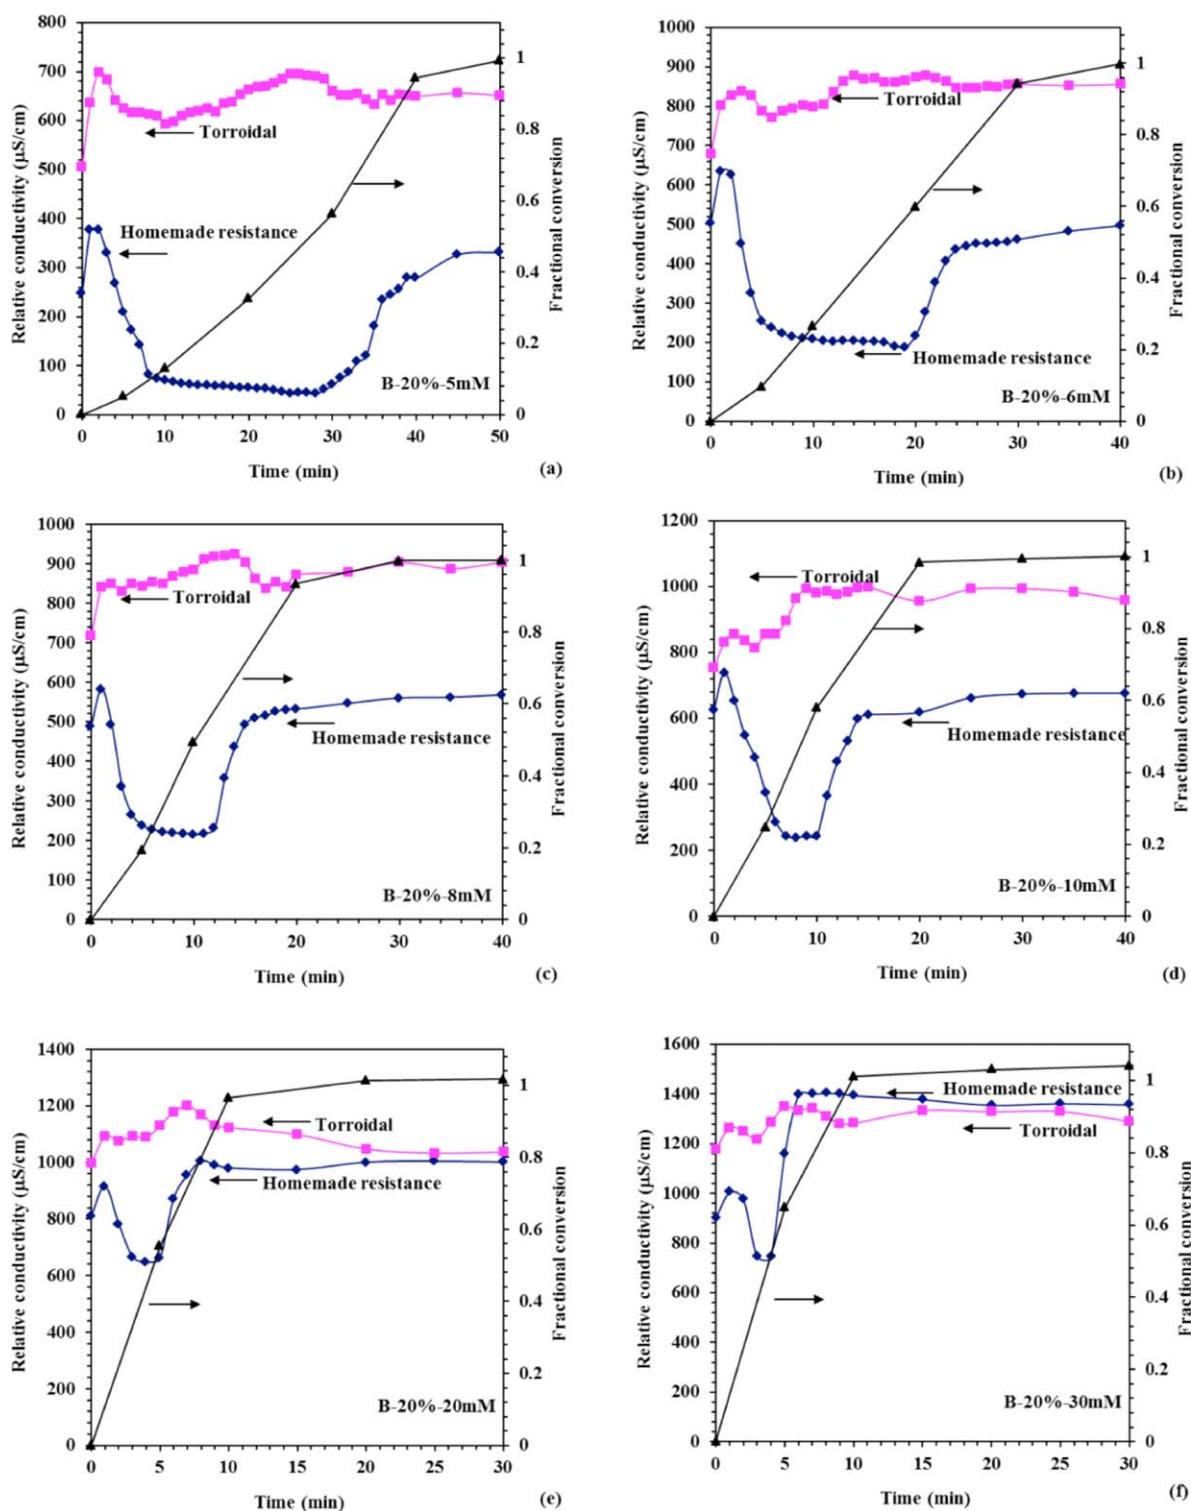 800
700
600
500
400
300
200
100
0
Relative conductivity (µS/cm)
1
0.8
0.6
0.4
0.2
0
Fractional conversion
Torroidal
Homemade resistance
B-20%-5mM
0 10 20 30 40 50
Time (min)
(a)
1000
900
800
700
600
500
400
300
200
100
0
Relative conductivity (µS/cm)
1
0.8
0.6
0.4
0.2
0
Fractional conversion
Torroidal
Homemade resistance
B-20%-6mM
0 10 20 30 40
Time (min)
(b)
1000
900
800
700
600
500
400
300
200
100
0
Relative conductivity (µS/cm)
1
0.8
0.6
0.4
0.2
0
Fractional conversion
Torroidal
Homemade resistance
B-20%-8mM
0 10 20 30 40
Time (min)
(c)
1200
1000
800
600
400
200
0
Relative conductivity (µS/cm)
1
0.8
0.6
0.4
0.2
0
Fractional conversion
Torroidal
Homemade resistance
B-20%-10mM
0 10 20 30 40
Time (min)
(d)
1400
1200
1000
800
600
400
200
0
Relative conductivity (µS/cm)
1
0.8
0.6
0.4
0.2
0
Fractional conversion
Torroidal
Homemade resistance
B-20%-20mM
0 5 10 15 20 25 30
Time (min)
(e)
1600
1400
1200
1000
800
600
400
200
0
Relative conductivity (µS/cm)
1
0.8
0.6
0.4
0.2
0
Fractional conversion
Homemade resistance
Torroidal
B-20%-30mM
0 5 10 15 20 25 30
Time (min)
(f)